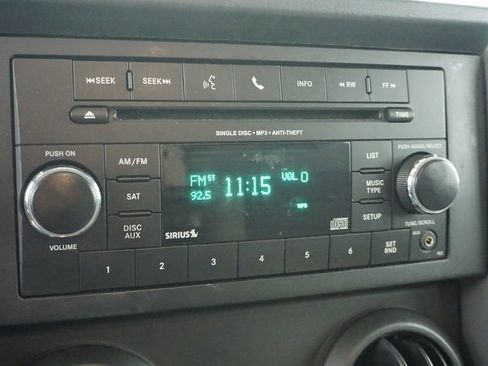 ⏮SEEK SEEK⏭ INFO ◀◀ RW FF ▶▶
TIME
SINGLE DISC • MP3 • ANTI-THEFT
PUSH ON
PUSH AUDIO/SELECT
AM/FM
LIST
SAT
MUSIC
TYPE
DISC
AUX
SETUP
FM ST 11:15 VOL 0
92.5
INFO
SIRIUS
VOLUME
TUNE/SCROLL
AUX
1 2 3 4 5 6 SET
RND